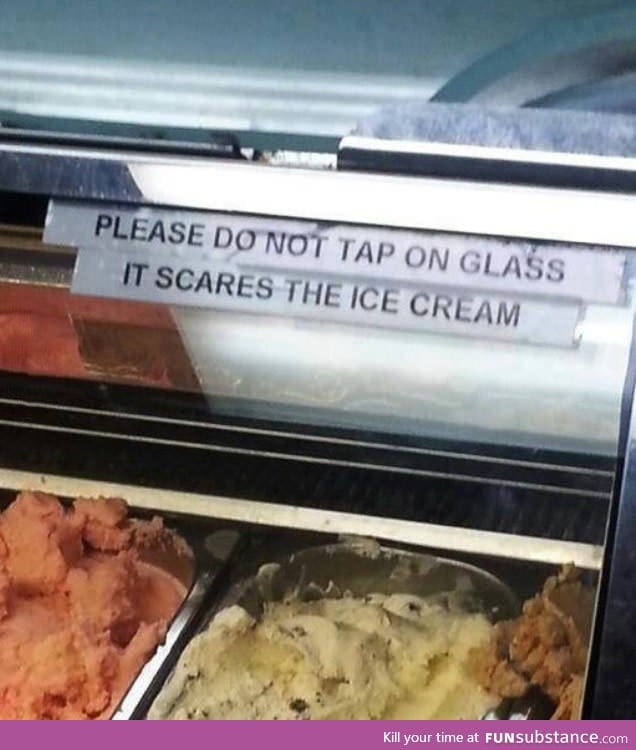 PLEASE DO NOT TAP ON GLASS
IT SCARES THE ICE CREAM
Kill your time at FUNsubstance.com